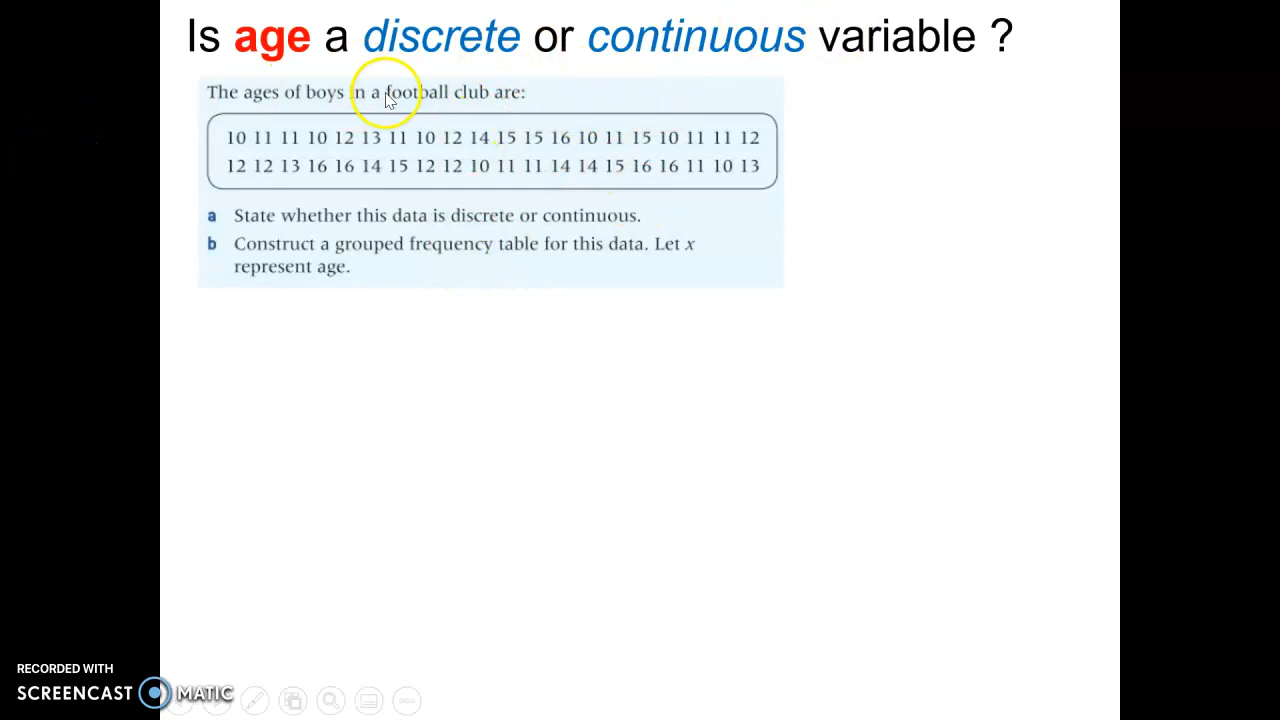 Is age a discrete or continuous variable ?
The ages of boys in a football club are:
10 11 11 10 12 13 11 10 12 14 15 15 16 10 11 15 10 11 11 12
12 12 13 16 16 14 15 12 12 10 11 11 14 14 15 16 16 11 10 13
a State whether this data is discrete or continuous.
b Construct a grouped frequency table for this data. Let x
represent age.
RECORDED WITH
SCREENCAST MATIC